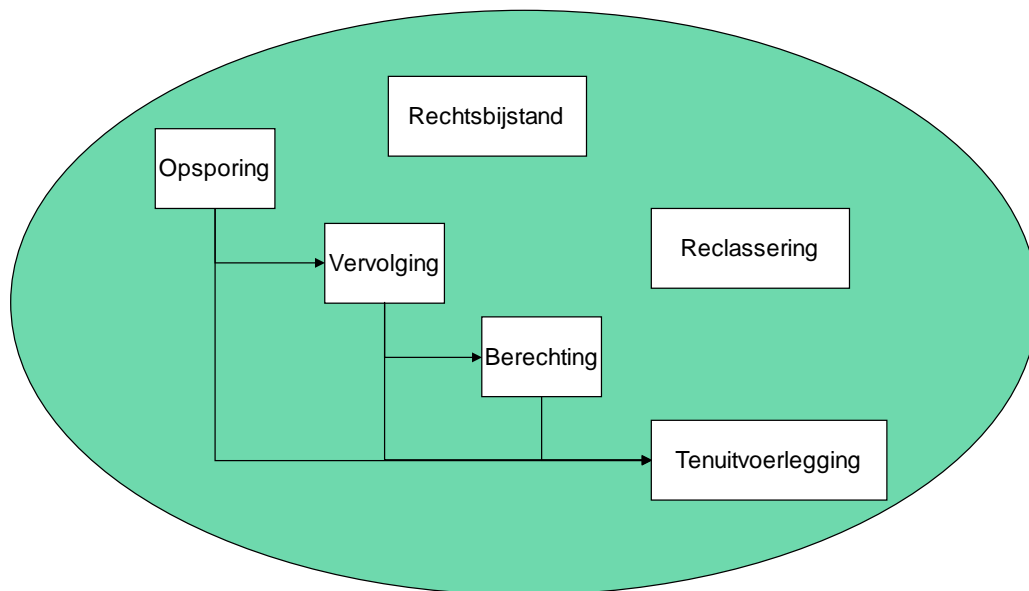 Rechtsbijstand
Opsporing
Reclassering
Vervolging
Berechting
Tenuitvoerlegging